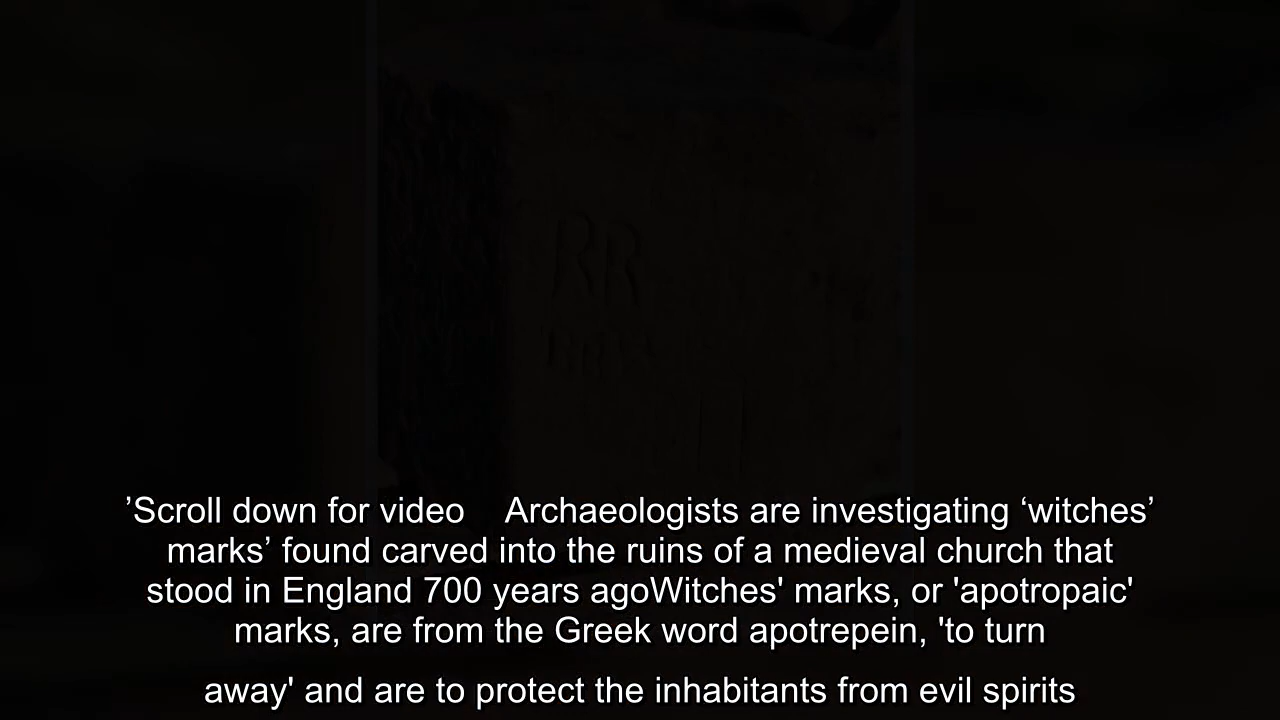 RR
’Scroll down for video    Archaeologists are investigating ‘witches’
marks’ found carved into the ruins of a medieval church that
stood in England 700 years agoWitches' marks, or 'apotropaic'
marks, are from the Greek word apotrepein, 'to turn
away' and are to protect the inhabitants from evil spirits